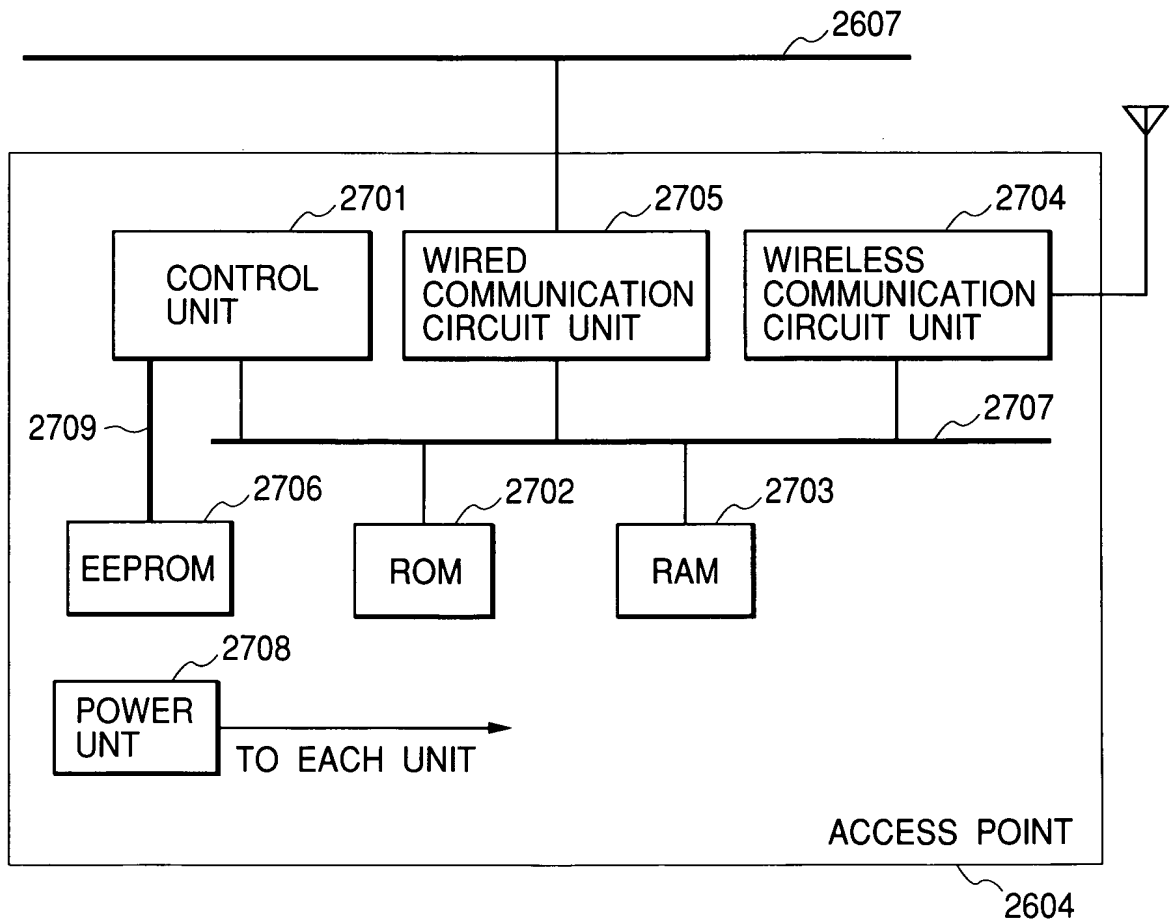 2607
2701
2705
2704
CONTROL
UNIT
WIRED
COMMUNICATION
CIRCUIT UNIT
WIRELESS
COMMUNICATION
CIRCUIT UNIT
2709
2707
2706
2702
2703
EEPROM
ROM
RAM
2708
POWER
UNT
TO EACH UNIT
ACCESS POINT
2604